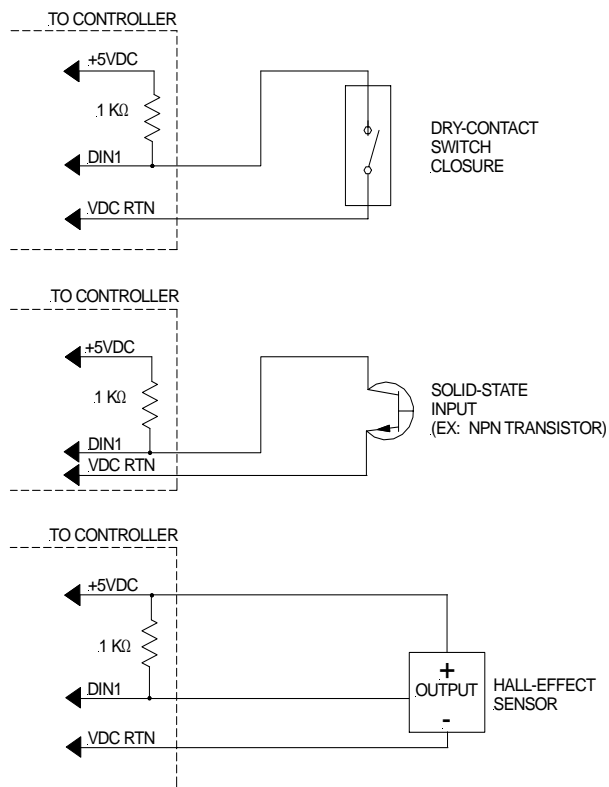 TO CONTROLLER
+5VDC
1 KΩ
DIN1
VDC RTN
DRY-CONTACT
SWITCH
CLOSURE
TO CONTROLLER
+5VDC
1 KΩ
DIN1
VDC RTN
SOLID-STATE
INPUT
(EX: NPN TRANSISTOR)
TO CONTROLLER
+5VDC
1 KΩ
DIN1
VDC RTN
+
OUTPUT
-
HALL-EFFECT
SENSOR